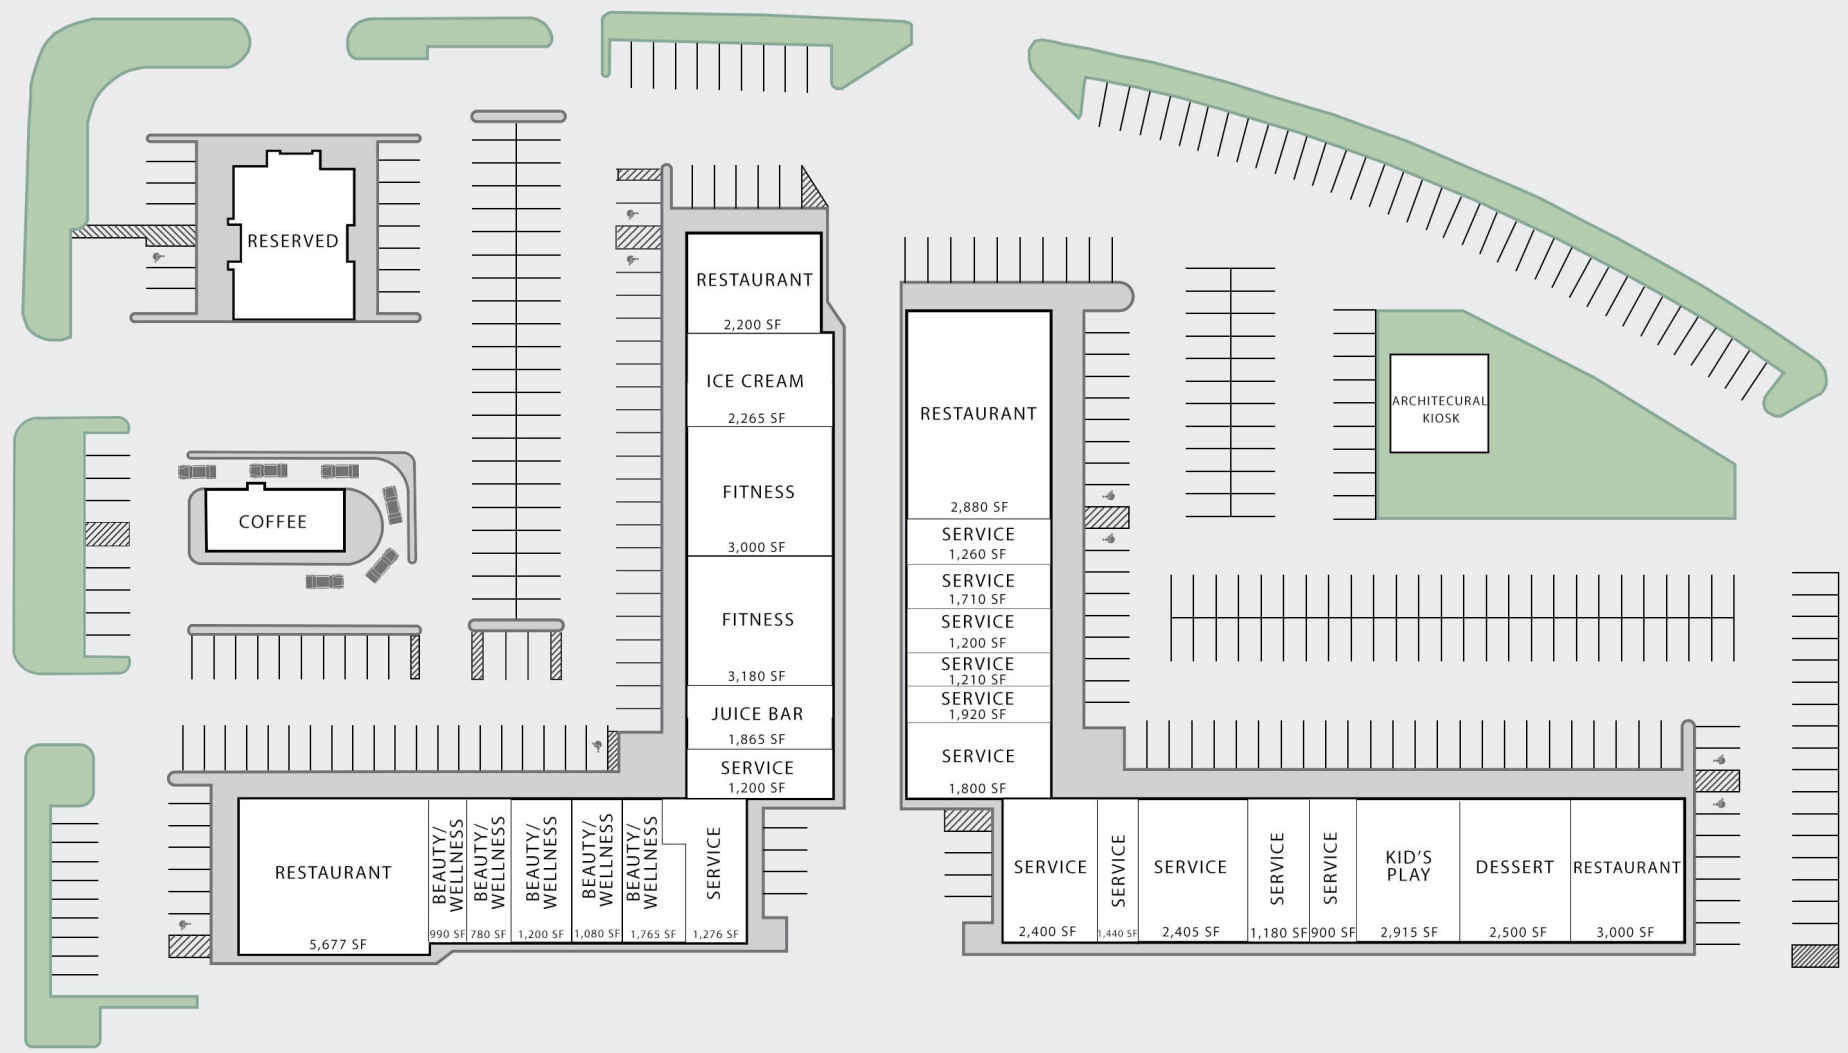 RESERVED
COFFEE
RESTAURANT
2,200 SF
ICE CREAM
2,265 SF
FITNESS
3,000 SF
FITNESS
3,180 SF
JUICE BAR
1,865 SF
SERVICE
1,200 SF
RESTAURANT
5,677 SF
BEAUTY/
WELLNESS
990 SF
BEAUTY/
WELLNESS
780 SF
BEAUTY/
WELLNESS
1,200 SF
BEAUTY/
WELLNESS
1,080 SF
BEAUTY/
WELLNESS
1,765 SF
SERVICE
1,276 SF
RESTAURANT
2,880 SF
SERVICE
1,260 SF
SERVICE
1,710 SF
SERVICE
1,200 SF
SERVICE
1,210 SF
SERVICE
1,920 SF
SERVICE
1,800 SF
SERVICE
2,400 SF
SERVICE
1,440 SF
SERVICE
2,405 SF
SERVICE
1,180 SF
SERVICE
900 SF
KID'S
PLAY
2,915 SF
DESSERT
2,500 SF
RESTAURANT
3,000 SF
ARCHITECURAL
KIOSK